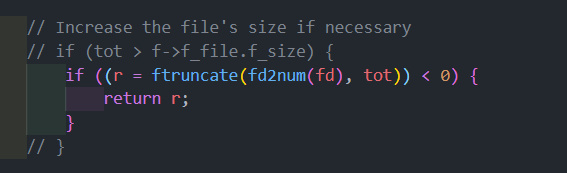 // Increase the file's size if necessary
// if (tot > f->f_file.f_size) {
if ((r = ftruncate(fd2num(fd), tot)) < 0) {
return r;
}
// }